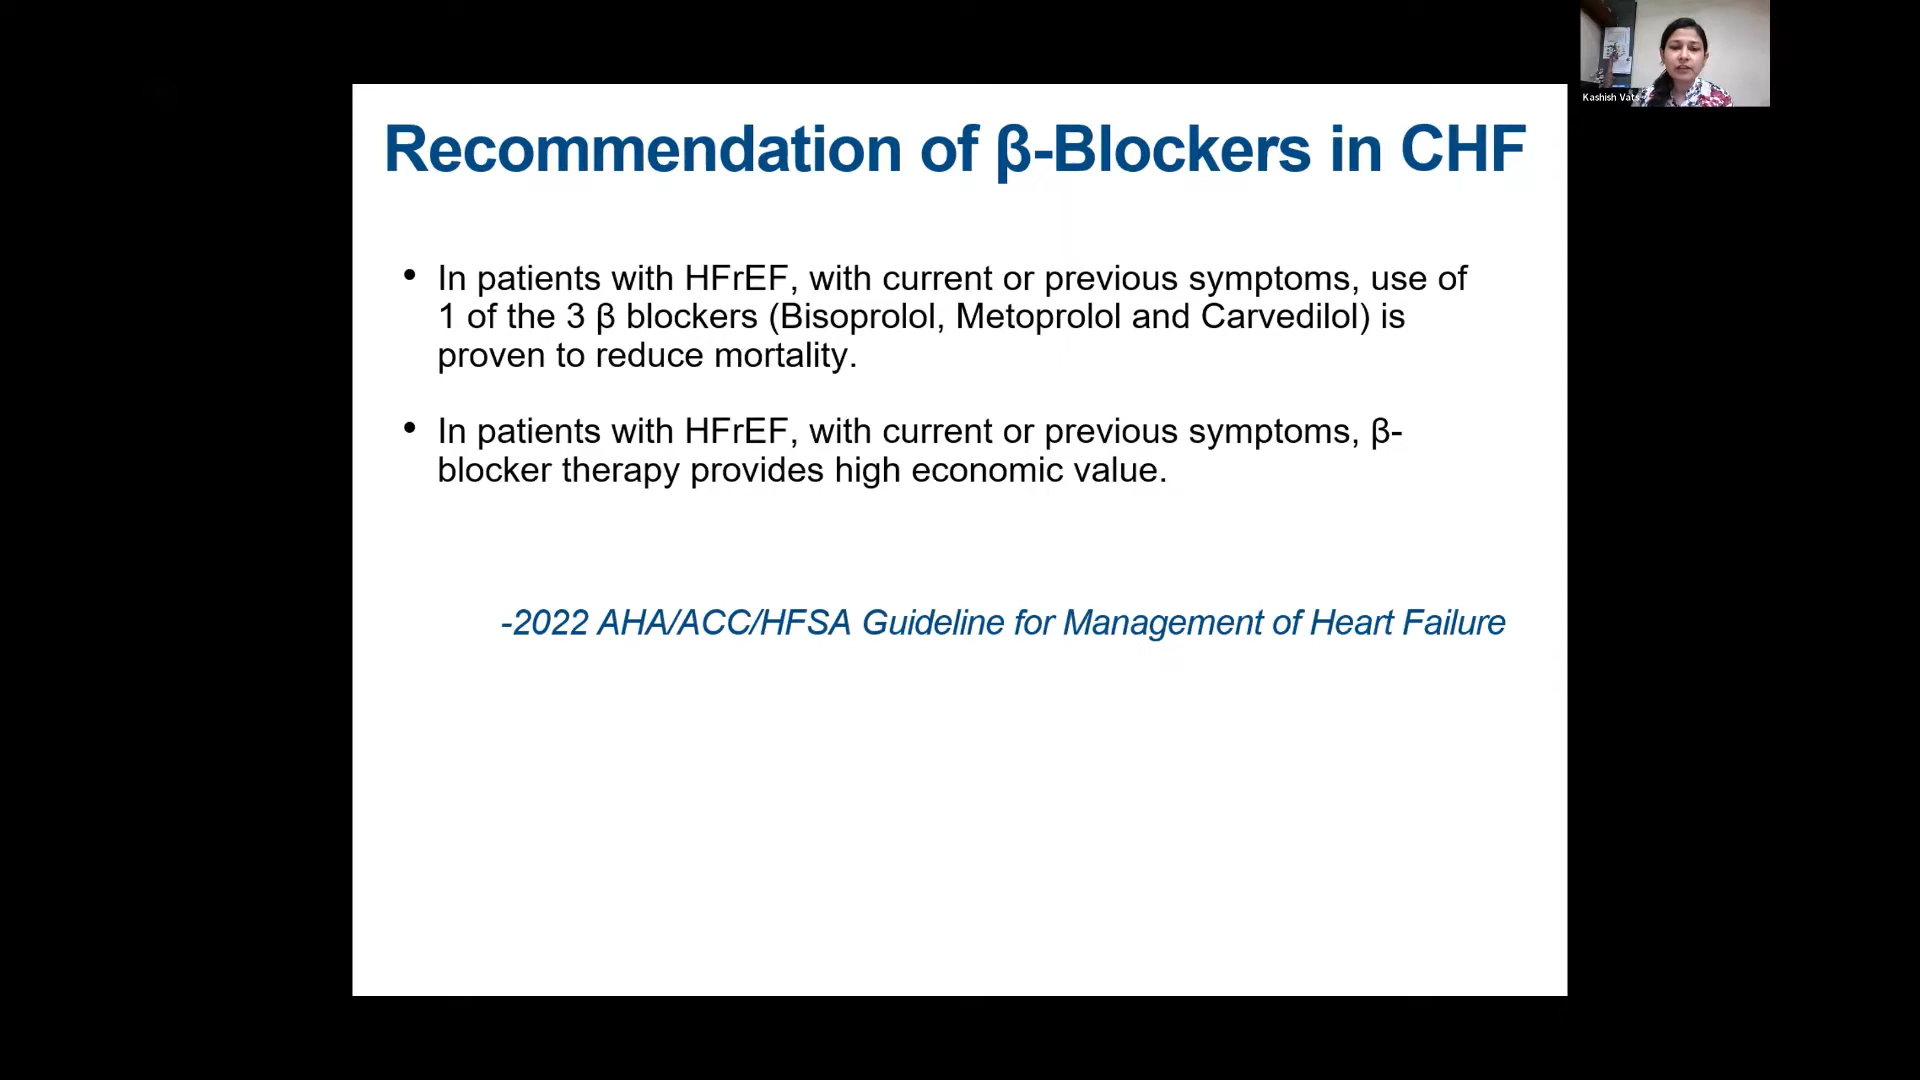 Recommendation of β-Blockers in CHF
• In patients with HFrEF, with current or previous symptoms, use of
1 of the 3 β blockers (Bisoprolol, Metoprolol and Carvedilol) is
proven to reduce mortality.
• In patients with HFrEF, with current or previous symptoms, β-
blocker therapy provides high economic value.
-2022 AHA/ACC/HFSA Guideline for Management of Heart Failure
Kashish Vats